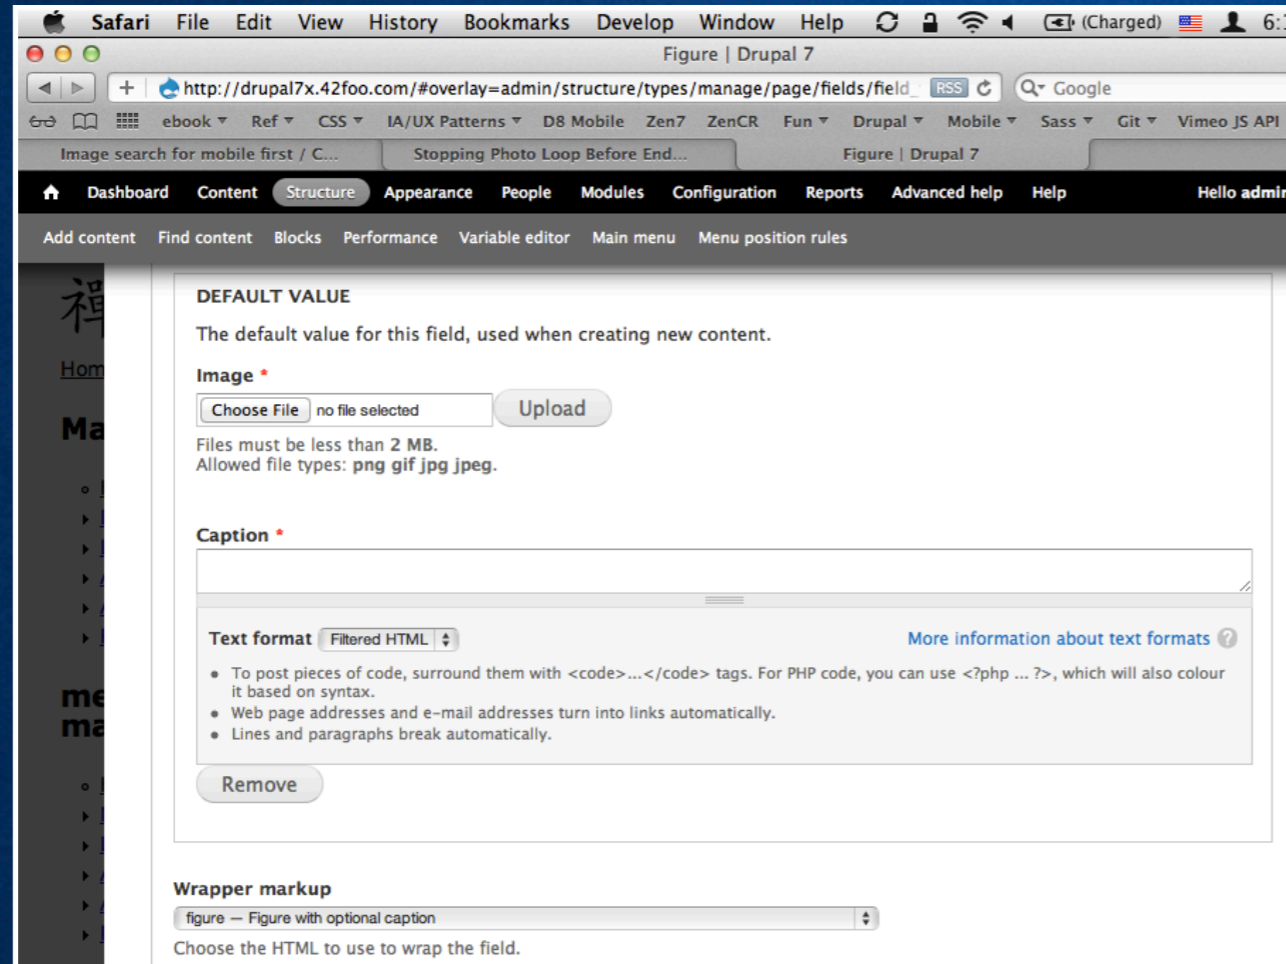 Safari File Edit View History Bookmarks Develop Window Help (Charged)
Figure | Drupal 7
http://drupal7x.42foo.com/#overlay=admin/structure/types/manage/page/fields/field_ RSS Google
ebook Ref CSS IA/UX Patterns D8 Mobile Zen7 ZenCR Fun Drupal Mobile Sass Git Vimeo JS API
Image search for mobile first / C... Stopping Photo Loop Before End... Figure | Drupal 7
Dashboard Content Structure Appearance People Modules Configuration Reports Advanced help Help Hello admin
Add content Find content Blocks Performance Variable editor Main menu Menu position rules
禪
DEFAULT VALUE
The default value for this field, used when creating new content.
Hom
Image *
Choose File no file selected Upload
Ma
Files must be less than 2 MB.
Allowed file types: png gif jpg jpeg.
Caption *
Text format Filtered HTML More information about text formats ?
To post pieces of code, surround them with <code>...</code> tags. For PHP code, you can use <?php ... ?>, which will also colour
it based on syntax.
me
Web page addresses and e-mail addresses turn into links automatically.
ma
Lines and paragraphs break automatically.
Remove
Wrapper markup
figure — Figure with optional caption
Choose the HTML to use to wrap the field.